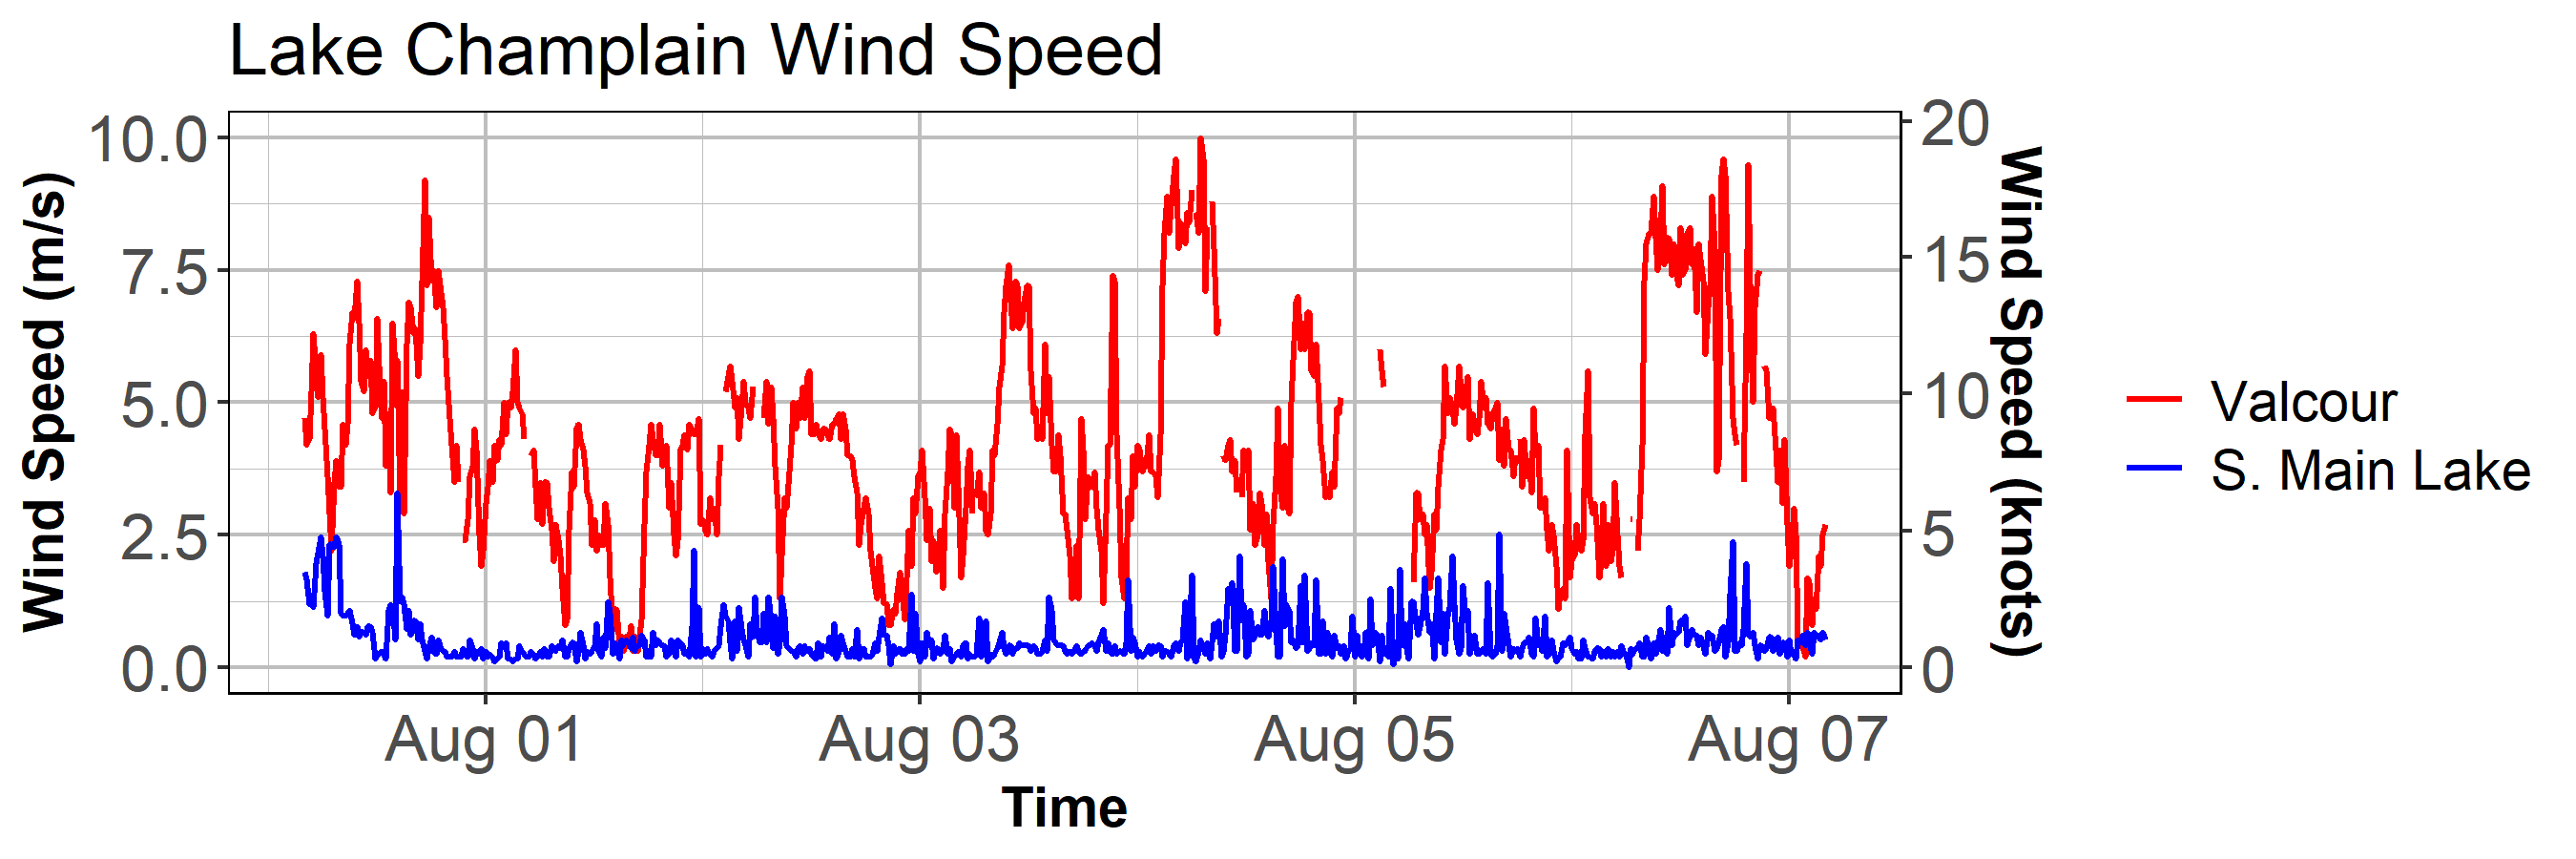 Lake Champlain Wind Speed
Wind Speed (m/s)
10.0
7.5
5.0
2.5
0.0
20
15
10
5
0
Wind Speed (knots)
Aug 01
Aug 03
Aug 05
Aug 07
Time
Valcour
S. Main Lake